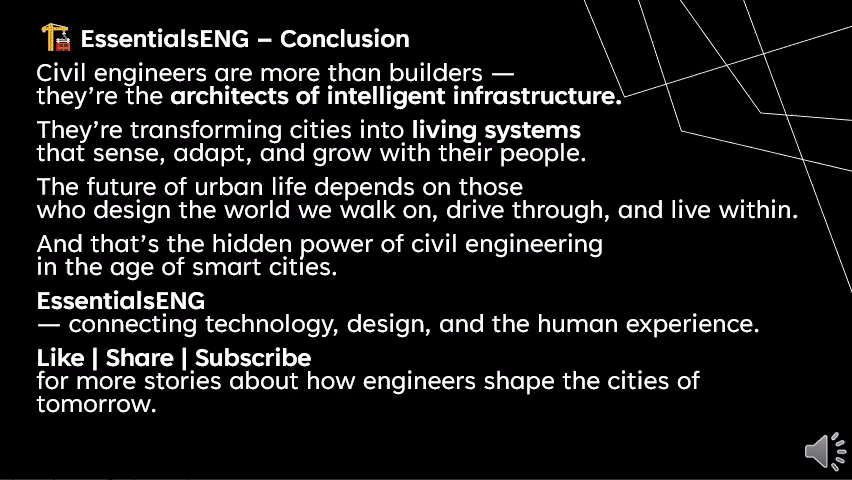 🏗️ EssentialsENG – Conclusion
Civil engineers are more than builders —
they’re the architects of intelligent infrastructure.
They’re transforming cities into living systems
that sense, adapt, and grow with their people.
The future of urban life depends on those
who design the world we walk on, drive through, and live within.
And that’s the hidden power of civil engineering
in the age of smart cities.
EssentialsENG
— connecting technology, design, and the human experience.
Like | Share | Subscribe
for more stories about how engineers shape the cities of
tomorrow.